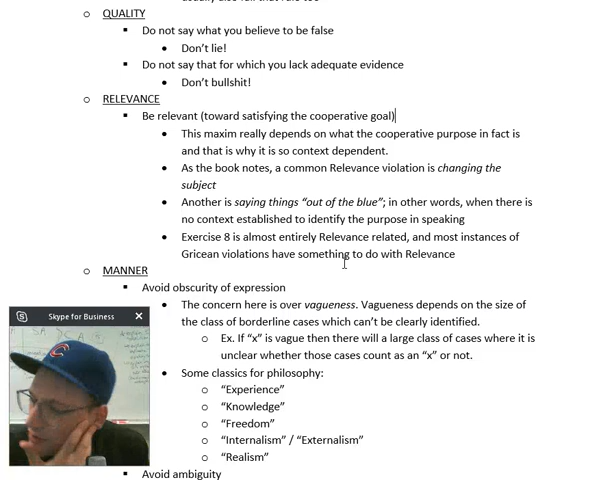 QUALITY
Do not say what you believe to be false
Don't lie!
Do not say that for which you lack adequate evidence
Don't bullshit!
RELEVANCE
Be relevant (toward satisfying the cooperative goal)
This maxim really depends on what the cooperative purpose in fact is
and that is why it is so context dependent.
As the book notes, a common Relevance violation is changing the
subject
Another is saying things “out of the blue”; in other words, when there is
no context established to identify the purpose in speaking
Exercise 8 is almost entirely Relevance related, and most instances of
Gricean violations have something to do with Relevance
MANNER
Avoid obscurity of expression
Skype for Business
The concern here is over vagueness. Vagueness depends on the size of
the class of borderline cases which can't be clearly identified.
Ex. If “x” is vague then there will a large class of cases where it is
unclear whether those cases count as an “x” or not.
Some classics for philosophy:
“Experience”
“Knowledge”
“Freedom”
“Internalism” / “Externalism”
“Realism”
Avoid ambiguity